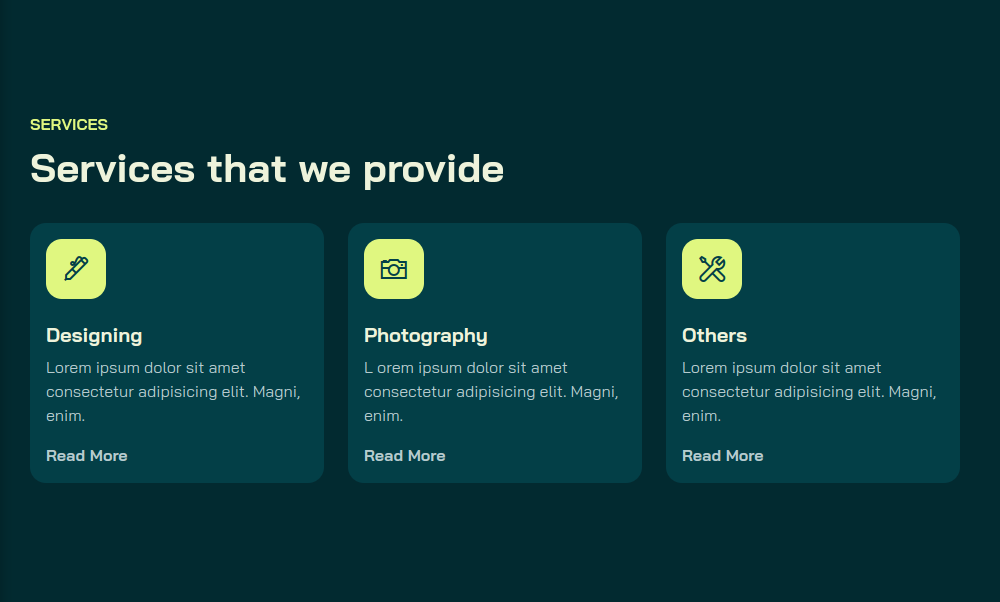 SERVICES
Services that we provide
Designing
Lorem ipsum dolor sit amet
consectetur adipisicing elit. Magni,
enim.
Read More
Photography
L orem ipsum dolor sit amet
consectetur adipisicing elit. Magni,
enim.
Read More
Others
Lorem ipsum dolor sit amet
consectetur adipisicing elit. Magni,
enim.
Read More